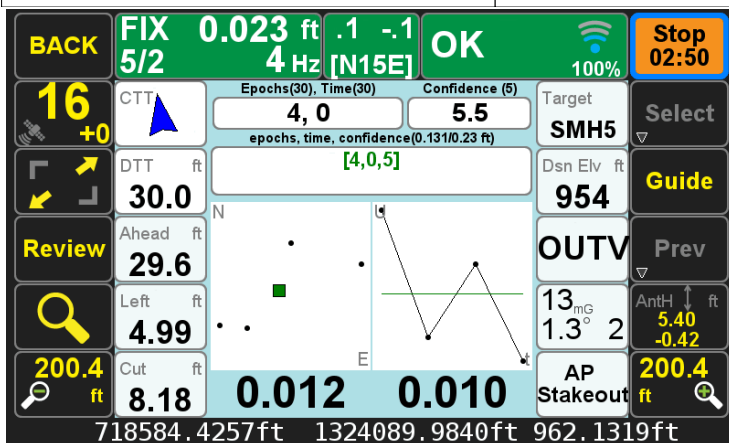 BACK
FIX 0.023 ft
5/2 4 Hz
.1 -.1
[N15E]
OK
100%
Stop
02:50
16
+0
CTT
Epochs(30), Time(30)
4, 0
Confidence (5)
5.5
Target
SMH5
Select
epochs, time, confidence(0.131/0.23 ft)
[4,0,5]
DTT ft
30.0
Dsn Elv ft
954
Guide
Review
Ahead ft
29.6
N
U
OUTV
Prev
Left ft
4.99
13mG
1.3° 2
AntH ft
5.40
-0.42
200.4
ft
Cut ft
8.18
E
t
0.012 0.010
AP
Stakeout
200.4
ft
718584.4257ft 1324089.9840ft 962.1319ft